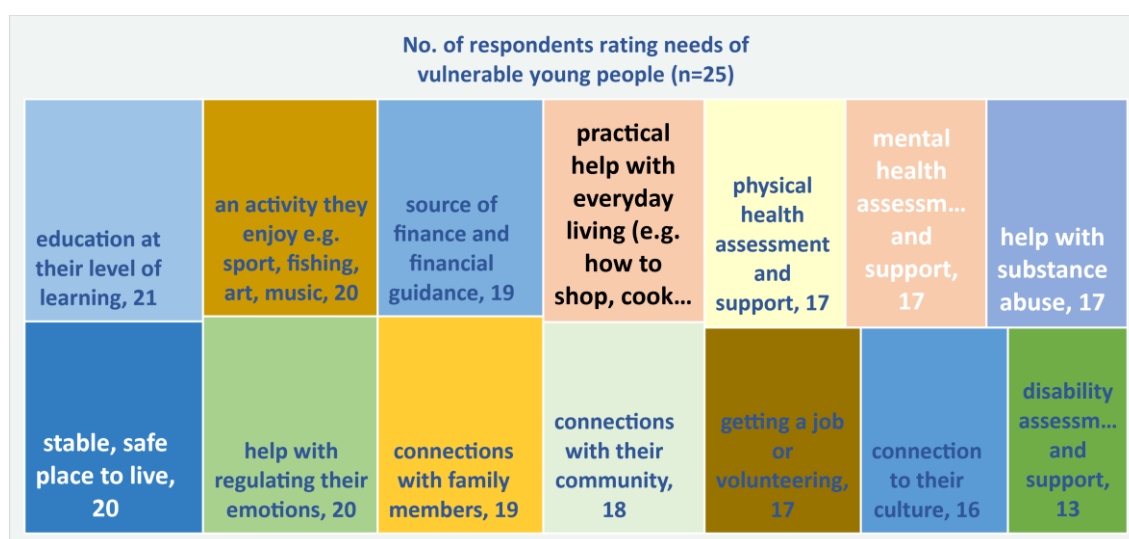 No. of respondents rating needs of
vulnerable young people (n=25)
education at
their level of
learning, 21
an activity they
enjoy e.g.
sport, fishing,
art, music, 20
source of
finance and
financial
guidance, 19
practical
help with
everyday
living (e.g.
how to
shop, cook…
physical
health
assessment
and
support, 17
mental
health
assessm…
and
support,
17
help with
substance
abuse, 17
stable, safe
place to live,
20
help with
regulating their
emotions, 20
connections
with family
members, 19
connections
with their
community,
18
getting a job
or
volunteering,
17
connection
to their
culture, 16
disability
assessm…
and
support,
13